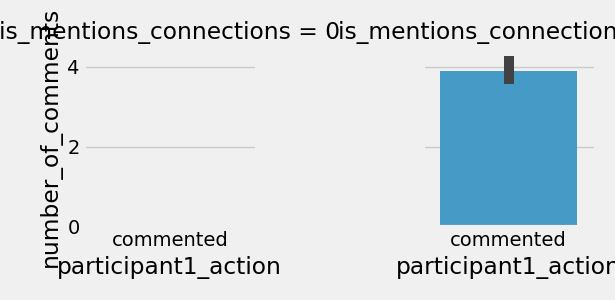 is_mentions_connections = 0
is_mentions_connection
number_of_comments
4
2
0
commented
commented
participant1_action
participant1_action